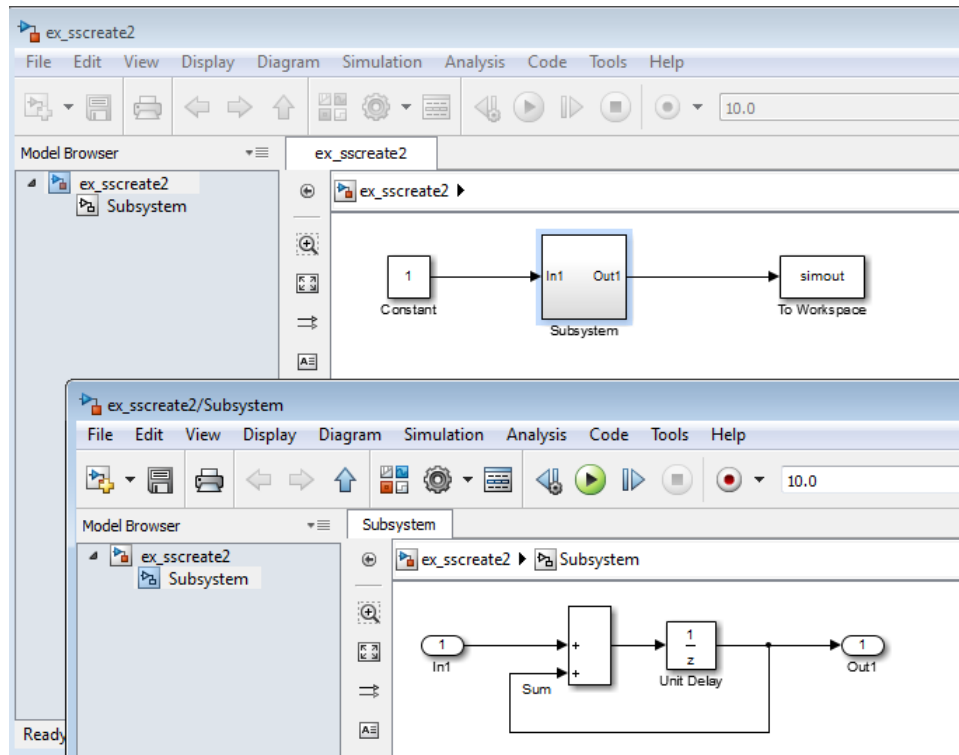 ex_sscreate2
File Edit View Display Diagram Simulation Analysis Code Tools Help
10.0
Model Browser
ex_sscreate2
ex_sscreate2
Subsystem
ex_sscreate2
1
In1 Out1
simout
Constant
Subsystem
To Workspace
ex_sscreate2/Subsystem
File Edit View Display Diagram Simulation Analysis Code Tools Help
10.0
Model Browser
Subsystem
ex_sscreate2
Subsystem
ex_sscreate2 Subsystem
1
In1
+
+
Sum
1
z
Unit Delay
1
Out1
Ready